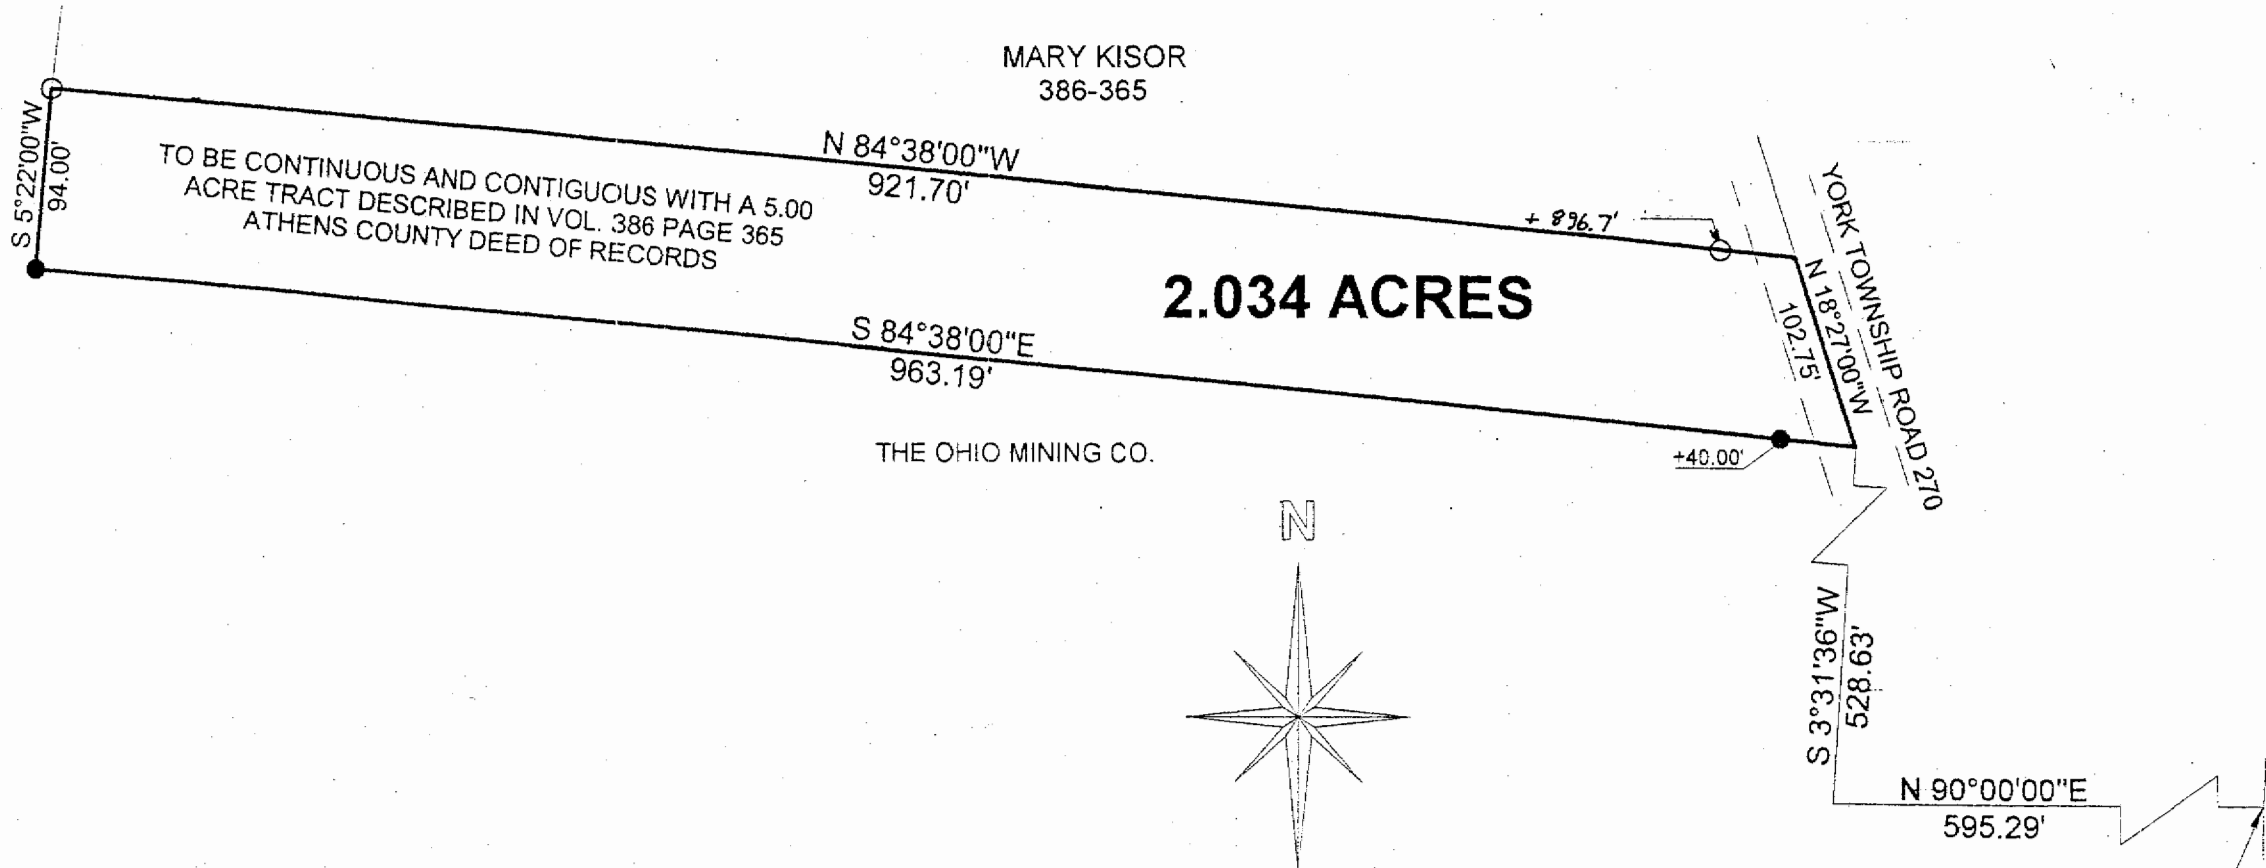 MARY KISOR
386-365
S 5°22'00"W
94.00'
N 84°38'00"W
921.70'
TO BE CONTINUOUS AND CONTIGUOUS WITH A 5.00
ACRE TRACT DESCRIBED IN VOL. 386 PAGE 365
ATHENS COUNTY DEED OF RECORDS
+ 896.7'
YORK TOWNSHIP ROAD 270
N 18°27'00"W
102.75'
2.034 ACRES
S 84°38'00"E
963.19'
+40.00'
THE OHIO MINING CO.
N
S 3°31'36"W
528.63'
N 90°00'00"E
595.29'